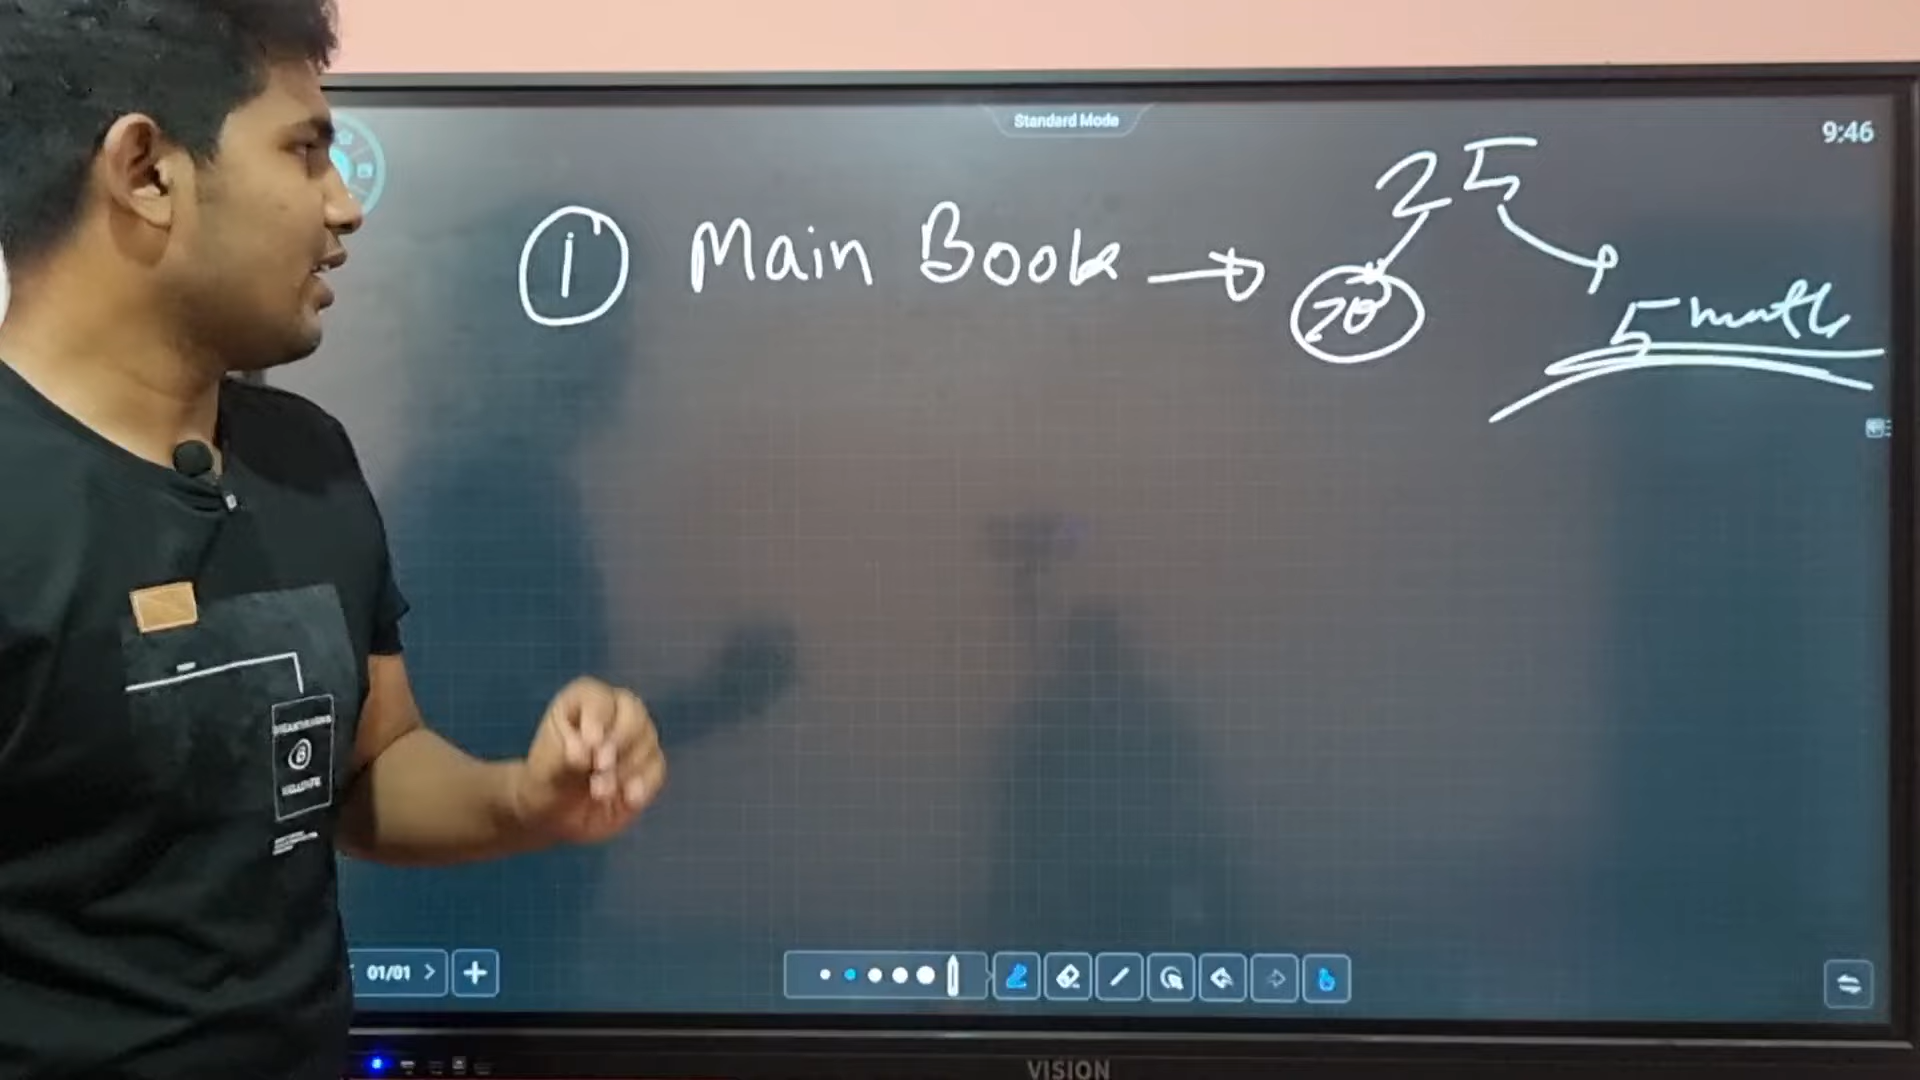 Standard Mode
9:46
25
① Main Book →
20
5 math
B
01/01
VISION